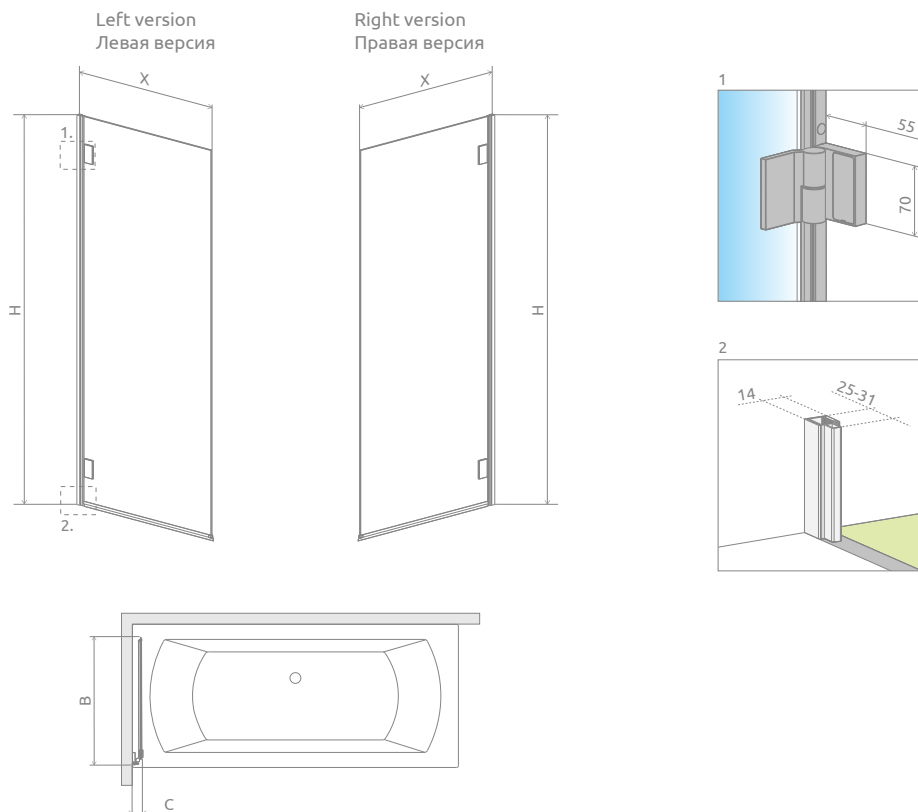 Left version
Левая версия
Right version
Правая версия
X
X
1.
H
H
2.
1
55
70
2
14
25-31
B
C